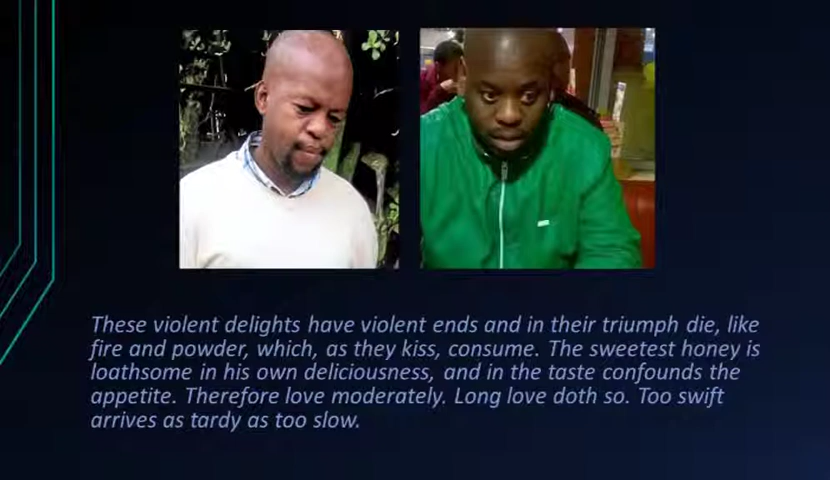 These violent delights have violent ends and in their triumph die, like
fire and powder, which, as they kiss, consume. The sweetest honey is
loathsome in his own deliciousness, and in the taste confounds the
appetite. Therefore love moderately. Long love doth so. Too swift
arrives as tardy as too slow.